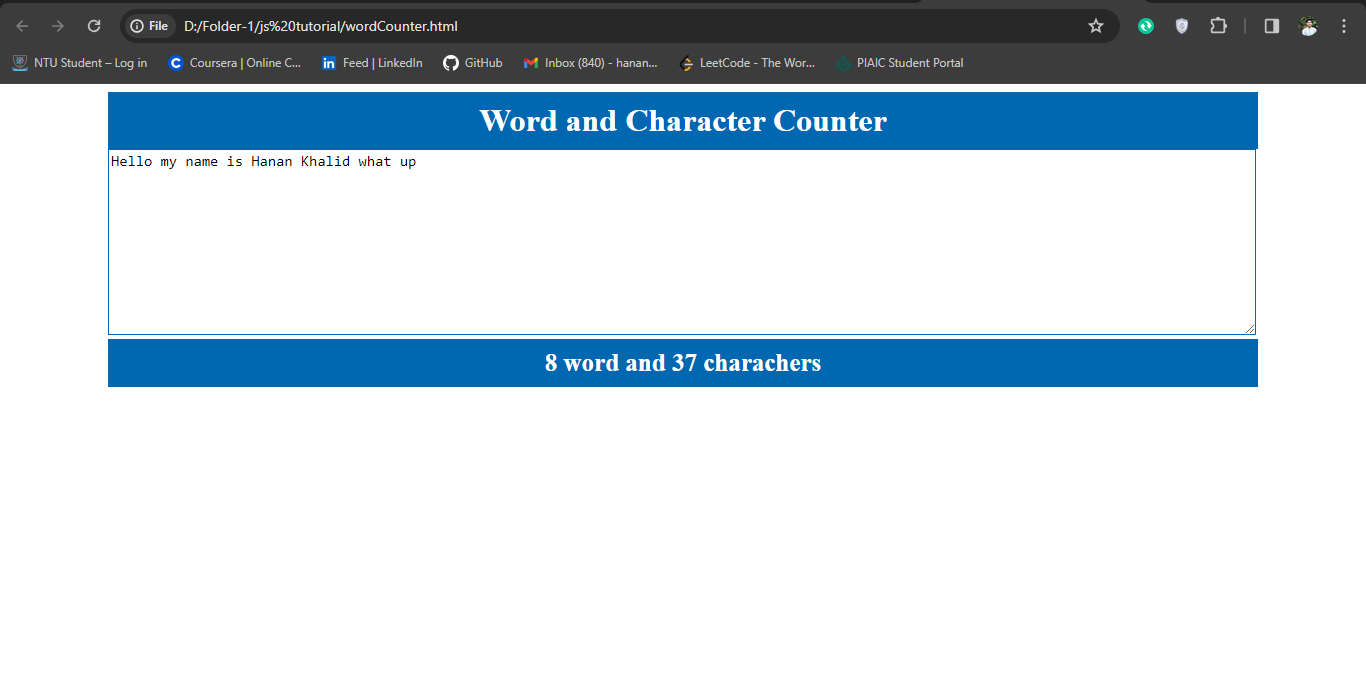 File D:/Folder-1/js%20tutorial/wordCounter.html
NTU Student – Log in Coursera | Online C... Feed | LinkedIn GitHub Inbox (840) - hanan... LeetCode - The Wor... PIAIC Student Portal
Word and Character Counter
Hello my name is Hanan Khalid what up
8 word and 37 charachers